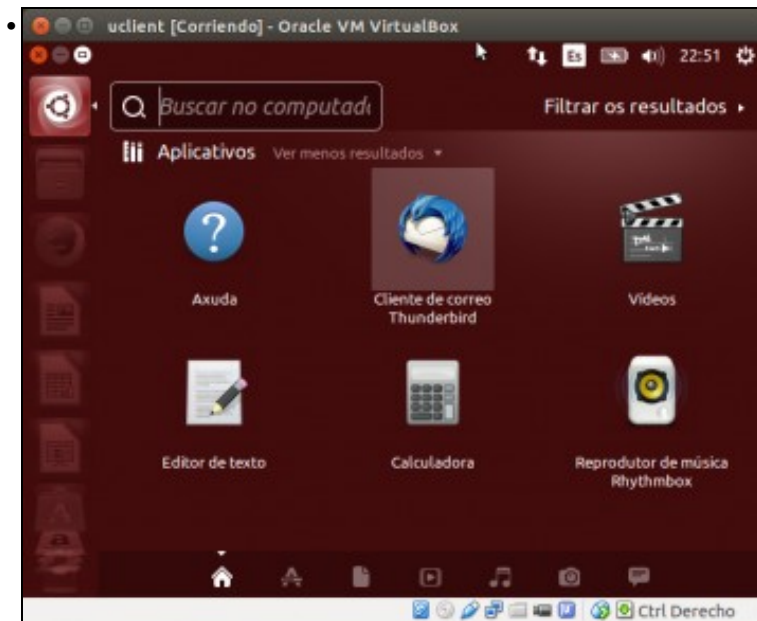 uclient [Corriendo] - Oracle VM VirtualBox
Es 22:51
Buscar no computad
Filtrar os resultados
Aplicativos Ver menos resultados
Axuda
Cliente de correo
Thunderbird
Vídeos
Editor de texto
Calculadora
Reprodutor de música
Rhythmbox
Ctrl Derecho